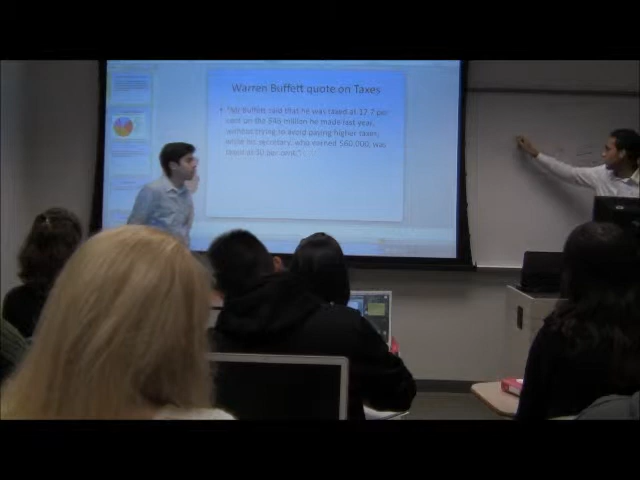 Warren Buffett quote on Taxes
• "Mr Buffett said that he was taxed at 17.7 per
cent on the $46 million he made last year,
without trying to avoid paying higher taxes,
while his secretary, who earned $60,000, was
taxed at 30 per cent."